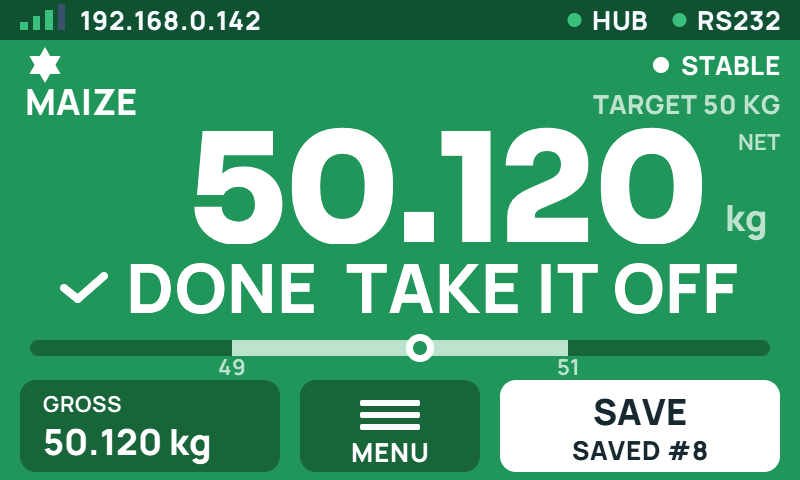 192.168.0.142
HUB
RS232
MAIZE
STABLE
TARGET 50 KG
NET
50.120 kg
DONE TAKE IT OFF
49
51
GROSS
50.120 kg
MENU
SAVE
SAVED #8